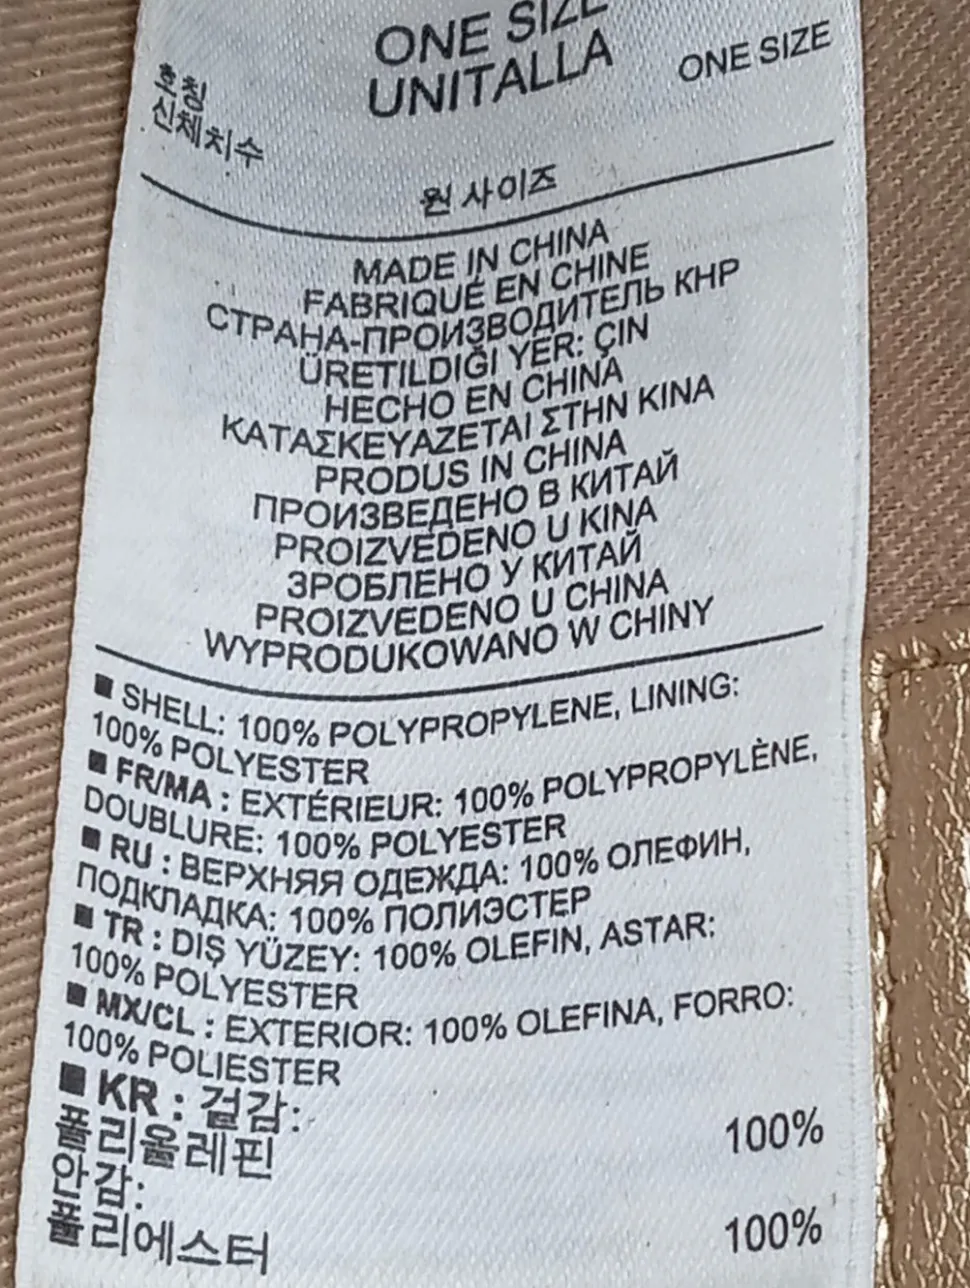 ONE SIZE
UNITALLA
ONE SIZE
호칭
신체치수
원 사이즈
MADE IN CHINA
FABRIQUÉ EN CHINE
СТРАНА-ПРОИЗВОДИТЕЛЬ КНР
ÜRETILDIĞI YER: ÇIN
HECHO EN CHINA
ΚΑΤΑΣΚΕΥΑΖΕΤΑΙ ΣΤΗΝ ΚΙΝΑ
PRODUS IN CHINA
ПРОИЗВЕДЕНО В КИТАЙ
PROIZVEDENO U KINA
ЗРОБЛЕНО У КИТАЙ
PROIZVEDENO U CHINA
WYPRODUKOWANO W CHINY
■ SHELL: 100% POLYPROPYLENE, LINING:
100% POLYESTER
■ FR/MA : EXTÉRIEUR: 100% POLYPROPYLÈNE,
DOUBLURE: 100% POLYESTER
■ RU : ВЕРХНЯЯ ОДЕЖДА: 100% ОЛЕФИН,
ПОДКЛАДКА: 100% ПОЛИЭСТЕР
■ TR : DIŞ YÜZEY: 100% OLEFIN, ASTAR:
100% POLYESTER
■ MX/CL : EXTERIOR: 100% OLEFINA, FORRO:
100% POLIESTER
■ KR : 겉감:
폴리올레핀 100%
안감:
폴리에스터 100%